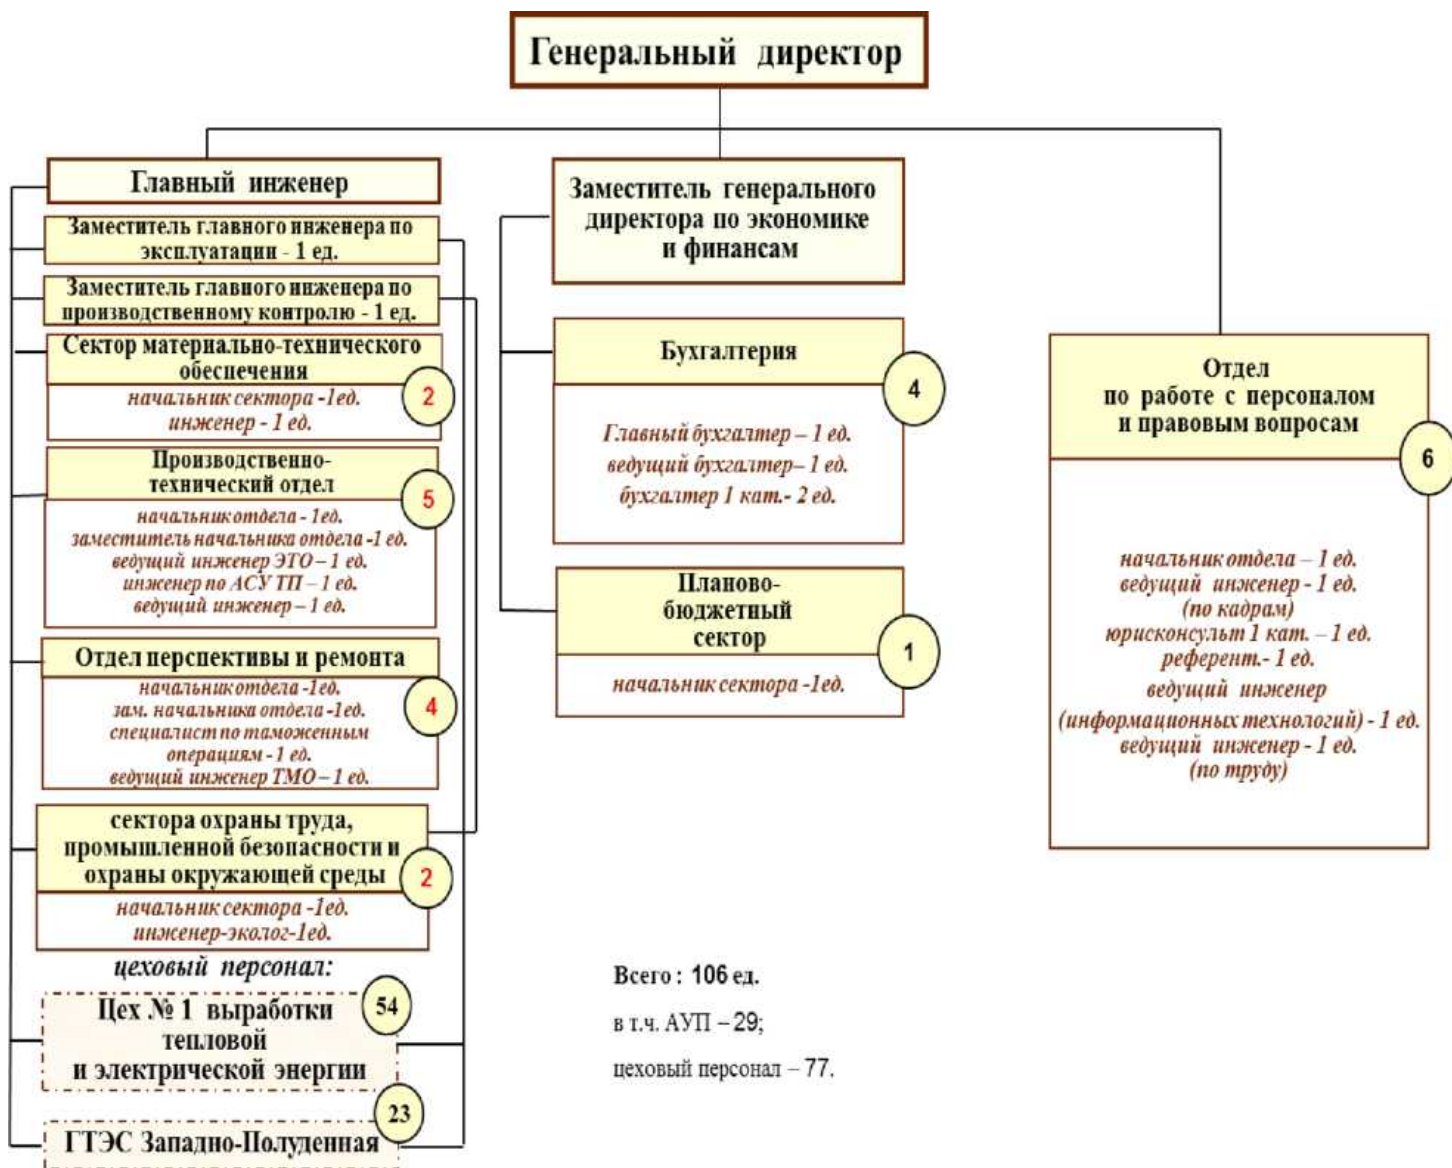 Генеральный директор
Главный инженер
Заместитель главного инженера по
эксплуатации - 1 ед.
Заместитель главного инженера по
производственному контролю - 1 ед.
Сектор материально-технического
обеспечения
2
начальник сектора -1ед.
инженер - 1 ед.
Производственно-
технический отдел
5
начальник отдела - 1ед.
заместитель начальника отдела -1 ед.
ведущий инженер ЭТО – 1 ед.
инженер по АСУ ТП – 1 ед.
ведущий инженер – 1 ед.
Отдел перспективы и ремонта
4
начальник отдела -1ед.
зам. начальника отдела -1ед.
специалист по таможенным
операциям - 1 ед.
ведущий инженер ТМО – 1 ед.
сектора охраны труда,
промышленной безопасности и
охраны окружающей среды
2
начальник сектора -1ед.
инженер-эколог-1ед.
цеховый персонал:
Цех № 1 выработки
тепловой
и электрической энергии
54
ГТЭС Западно-Полуденная
23
Заместитель генерального
директора по экономике
и финансам
Бухгалтерия
4
Главный бухгалтер – 1 ед.
ведущий бухгалтер– 1 ед.
бухгалтер 1 кат.- 2 ед.
Планово-
бюджетный
сектор
1
начальник сектора -1ед.
Отдел
по работе с персоналом
и правовым вопросам
6
начальник отдела – 1 ед.
ведущий инженер - 1 ед.
(по кадрам)
юрисконсульт 1 кат. – 1 ед.
референт.- 1 ед.
ведущий инженер
(информационных технологий) - 1 ед.
ведущий инженер - 1 ед.
(по труду)
Всего : 106 ед.
в т.ч. АУП – 29;
цеховый персонал – 77.